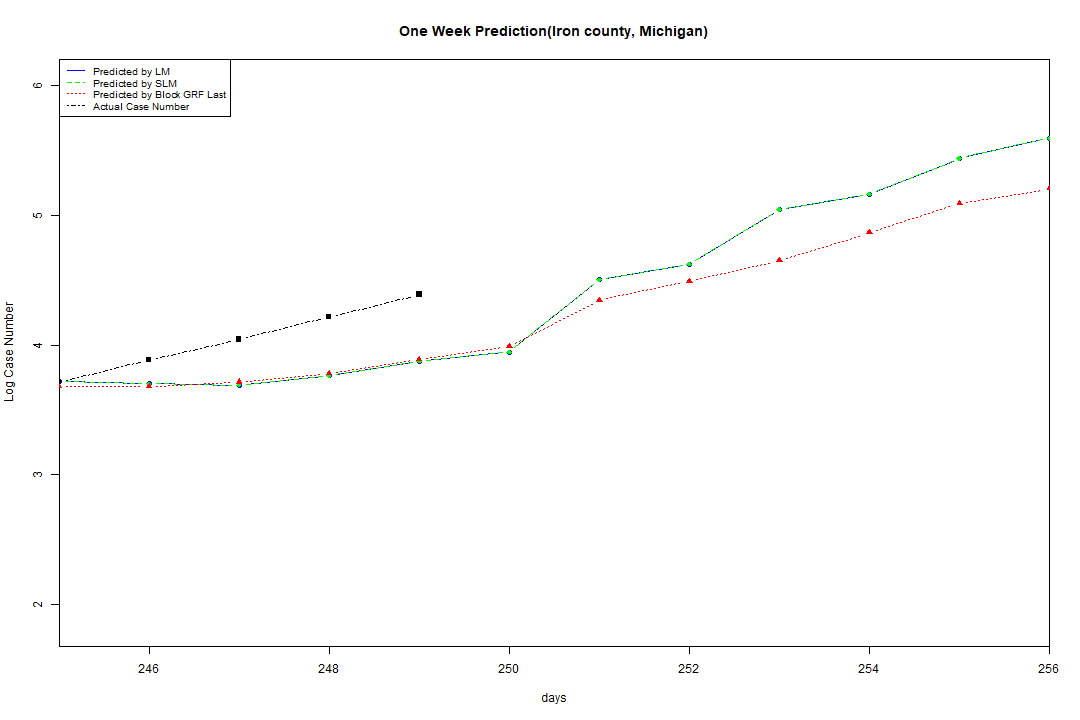 One Week Prediction(Iron county, Michigan)
Predicted by LM
Predicted by SLM
Predicted by Block GRF Last
Actual Case Number
6
5
4
3
2
Log Case Number
246 248 250 252 254 256
days